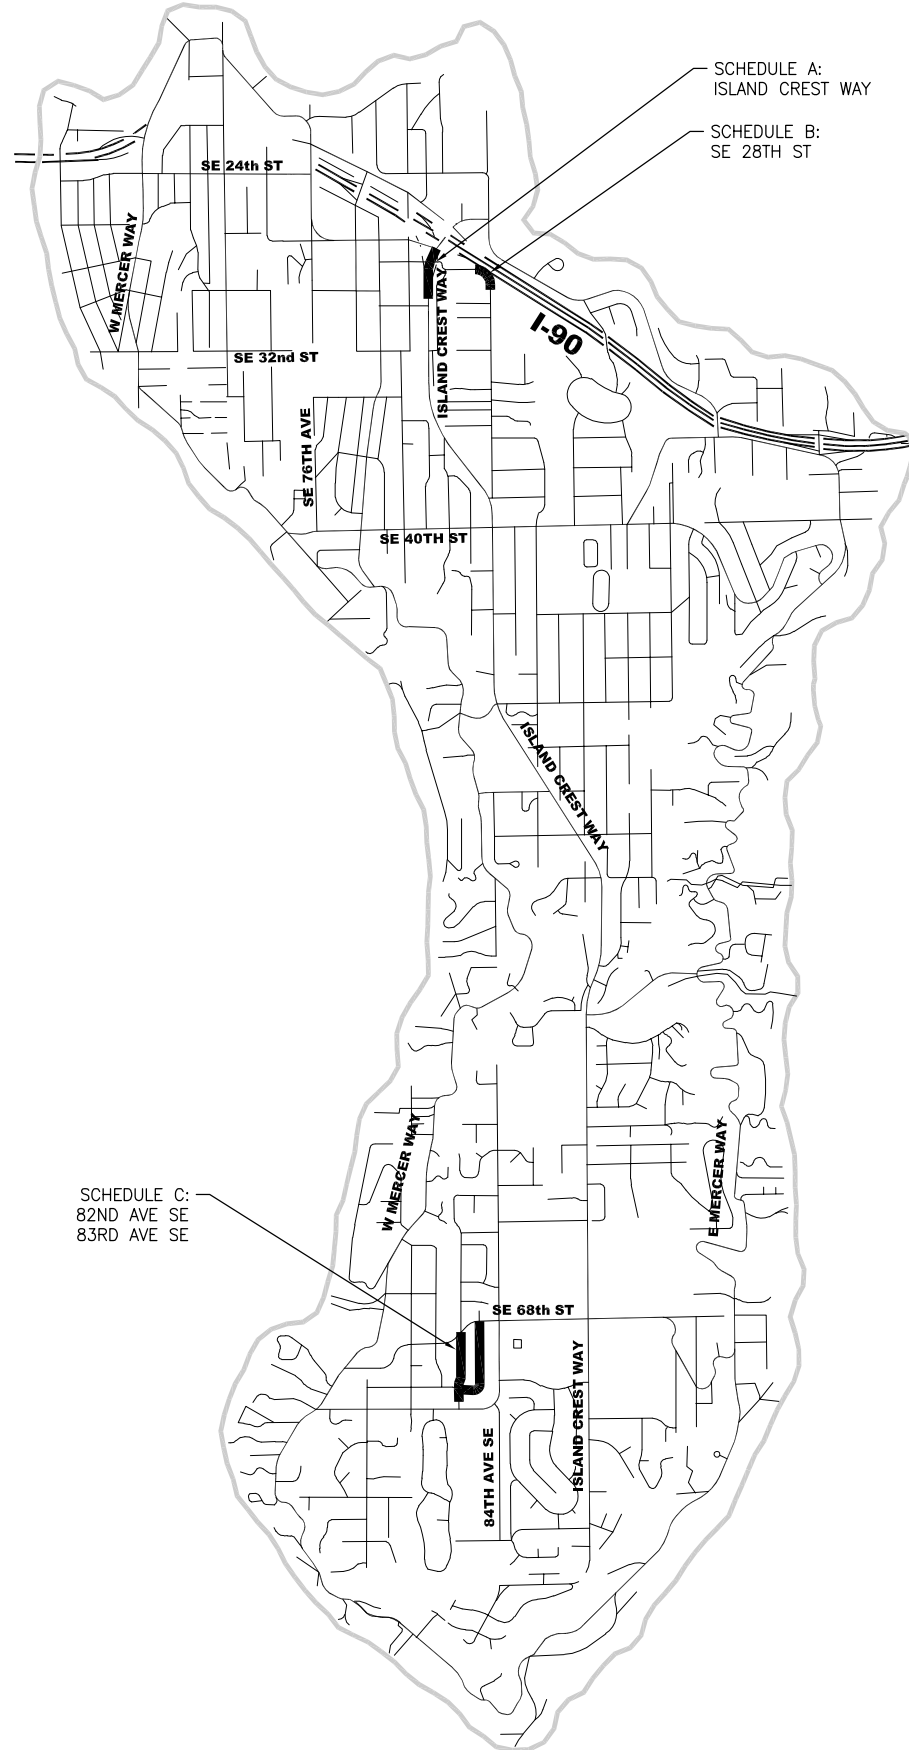 SCHEDULE A:
ISLAND CREST WAY
SCHEDULE B:
SE 28TH ST
SE 24th ST
W MERCER WAY
ISLAND CREST WAY
I-90
SE 32nd ST
SE 76TH AVE
SE 40TH ST
ISLAND CREST WAY
W MERCER WAY
E MERCER WAY
SCHEDULE C:
82ND AVE SE
83RD AVE SE
SE 68th ST
ISLAND CREST WAY
84TH AVE SE